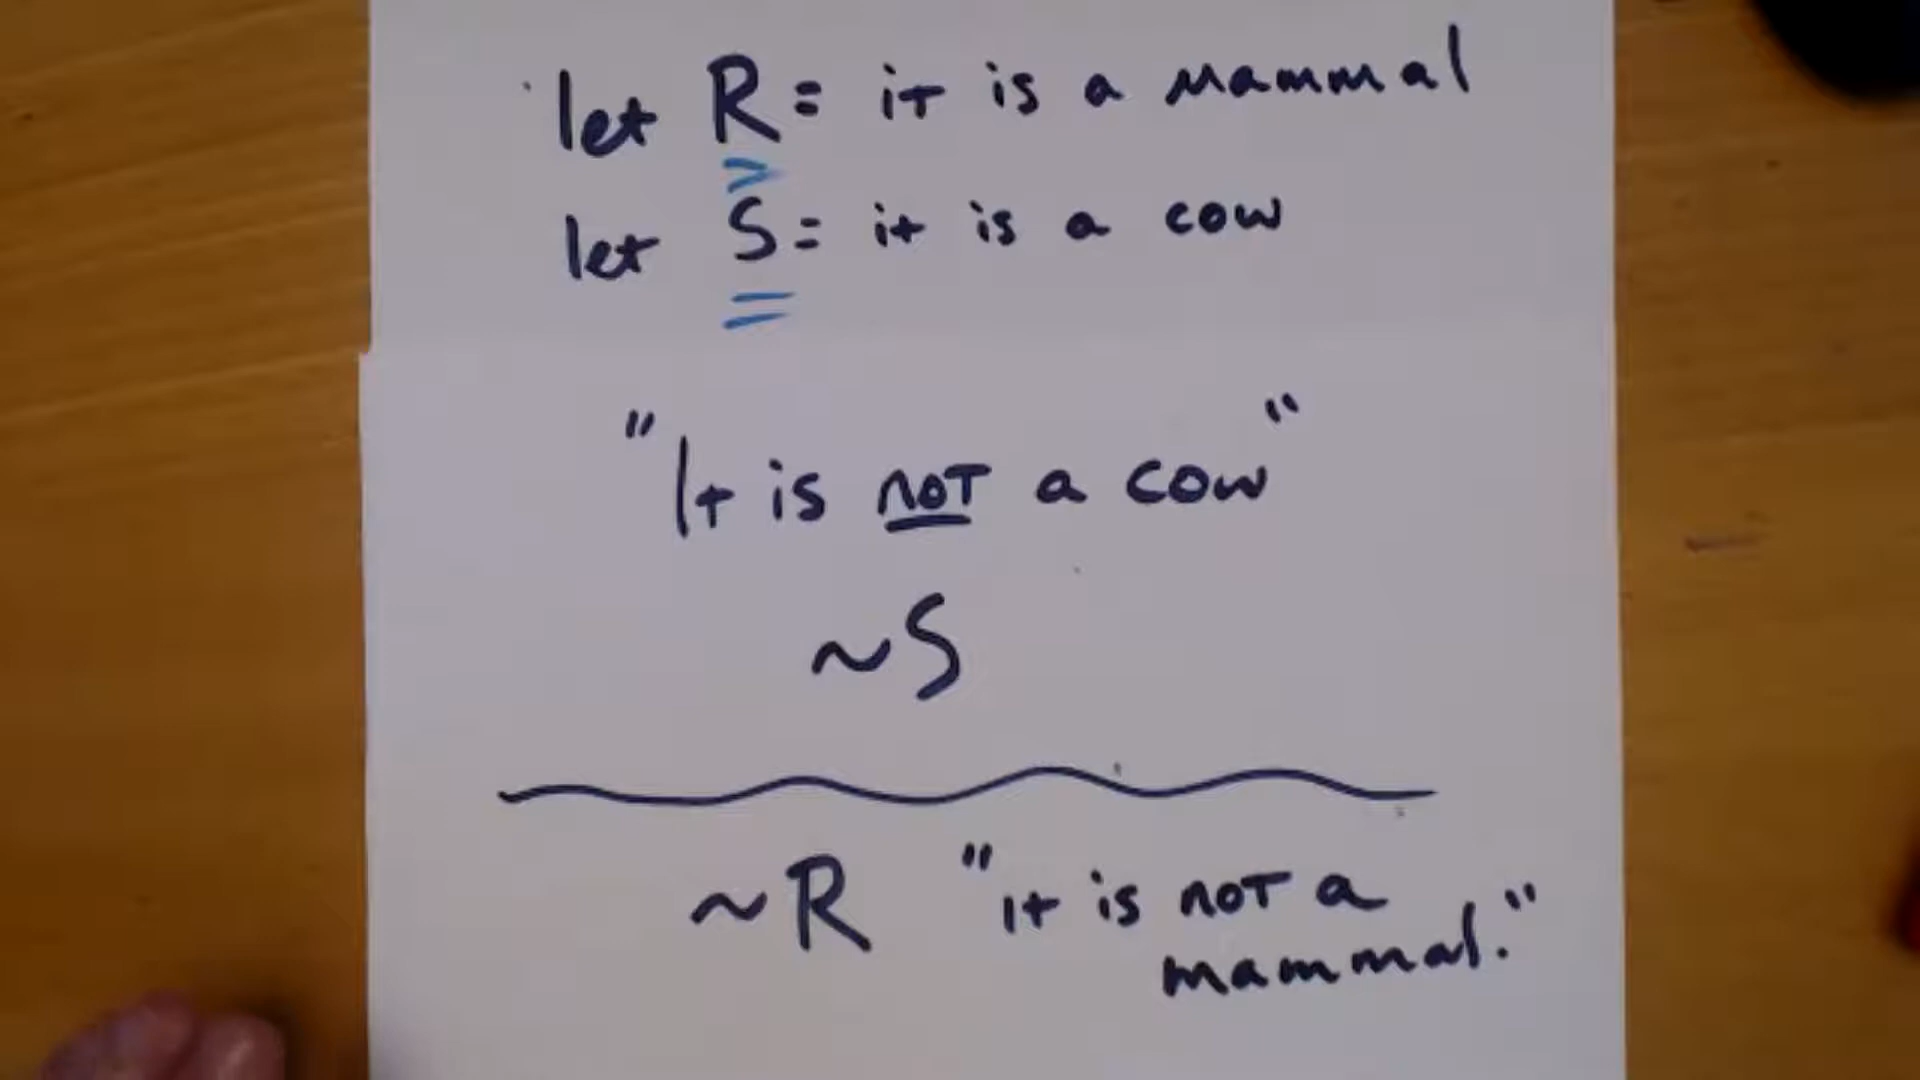 let R = it is a mammal
let S = it is a cow
"It is not a cow"
~S
~R "it is not a
mammal."